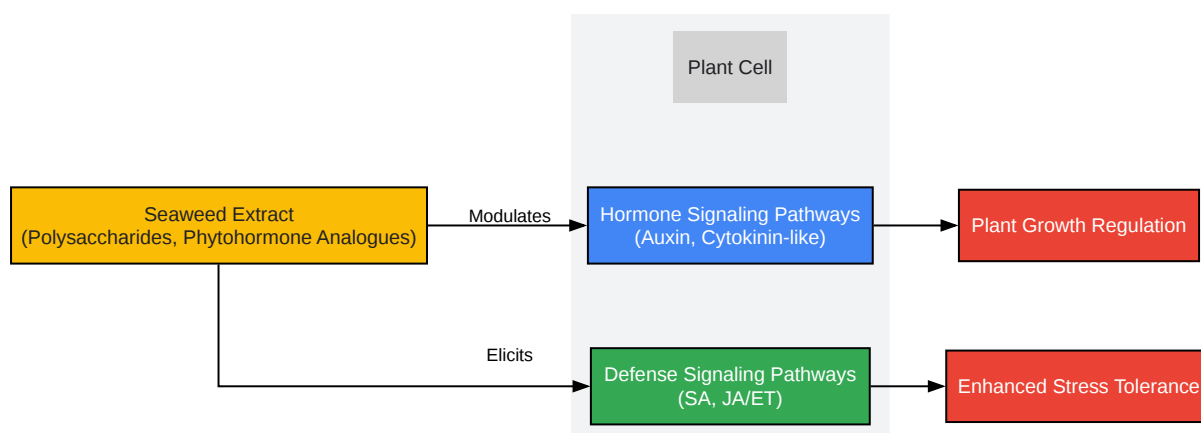 Plant Cell
Seaweed Extract
(Polysaccharides, Phytohormone Analogues)
Modulates
Hormone Signaling Pathways
(Auxin, Cytokinin-like)
Plant Growth Regulation
Elicits
Defense Signaling Pathways
(SA, JA/ET)
Enhanced Stress Tolerance